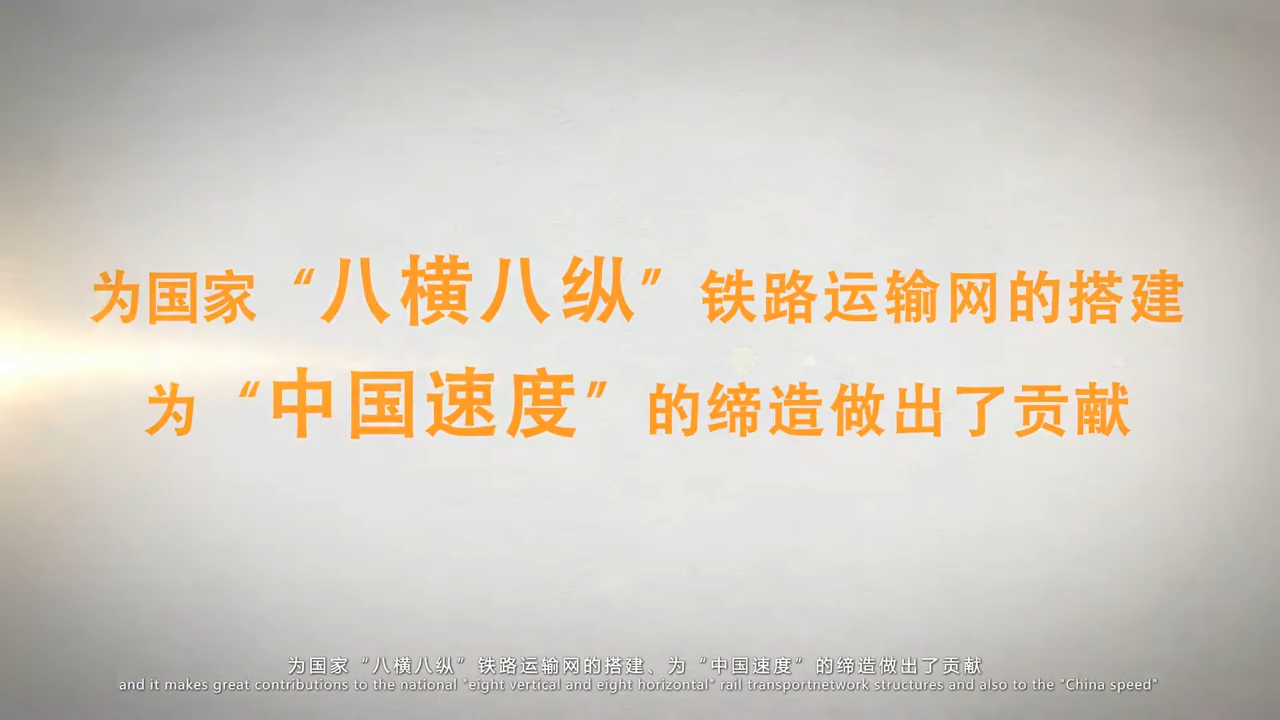 为国家“八横八纵”铁路运输网的搭建
为“中国速度”的缔造做出了贡献
为国家“八横八纵”铁路运输网的搭建、为“中国速度”的缔造做出了贡献
and it makes great contributions to the national "eight vertical and eight horizontal" rail transportnetwork structures and also to the "China speed"